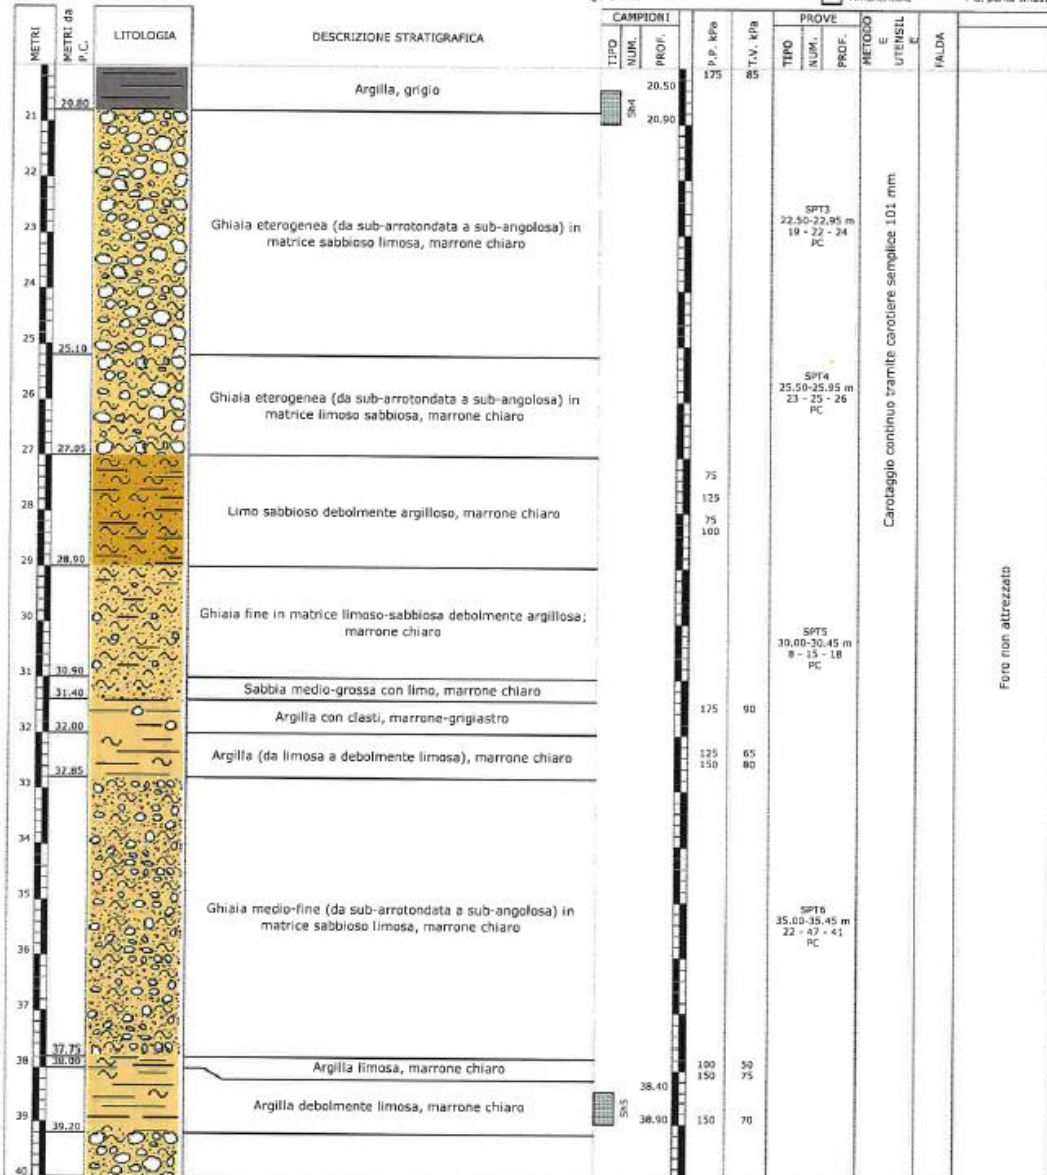 METRI
METRI da P.C.
LITOLOGIA
DESCRIZIONE STRATIGRAFICA
CAMPIONI
TIPO
NUM.
PROF.
P.P. kPa
T.V. kPa
PROVE
TIPO
NUM.
PROF.
METODO
E
UTENSIL
E
FALDA
175
85
Argilla, grigio
20.50
Sh4
20.80
20.90
21
22
Ghiaia eterogenea (da sub-arrotondata a sub-angolosa) in
matrice sabbioso limosa, marrone chiaro
23
SPT3
22.50-22.95 m
19 - 22 - 24
PC
24
25
25.10
Ghiaia eterogenea (da sub-arrotondata a sub-angolosa) in
matrice limoso sabbiosa, marrone chiaro
26
SPT4
25.50-25.95 m
23 - 25 - 26
PC
Carotaggio continuo tramite carotiere semplice 101 mm
27
27.05
75
125
75
100
Limo sabbioso debolmente argilloso, marrone chiaro
28
29
28.90
Ghiaia fine in matrice limoso-sabbiosa debolmente argillosa;
marrone chiaro
30
SPT5
30.00-30.45 m
8 - 15 - 18
PC
Foro non attrezzato
31
30.90
Sabbia medio-grossa con limo, marrone chiaro
31.40
Argilla con clasti, marrone-grigiastro
175
90
32
32.00
Argilla (da limosa a debolmente limosa), marrone chiaro
125
65
150
80
32.85
33
34
35
Ghiaia medio-fine (da sub-arrotondata a sub-angolosa) in
matrice sabbioso limosa, marrone chiaro
SPT6
35.00-35.45 m
22 - 47 - 41
PC
36
37
37.75
38
38.00
Argilla limosa, marrone chiaro
100
50
150
75
38.40
Argilla debolmente limosa, marrone chiaro
Sh5
38.90
150
70
39
39.20
40